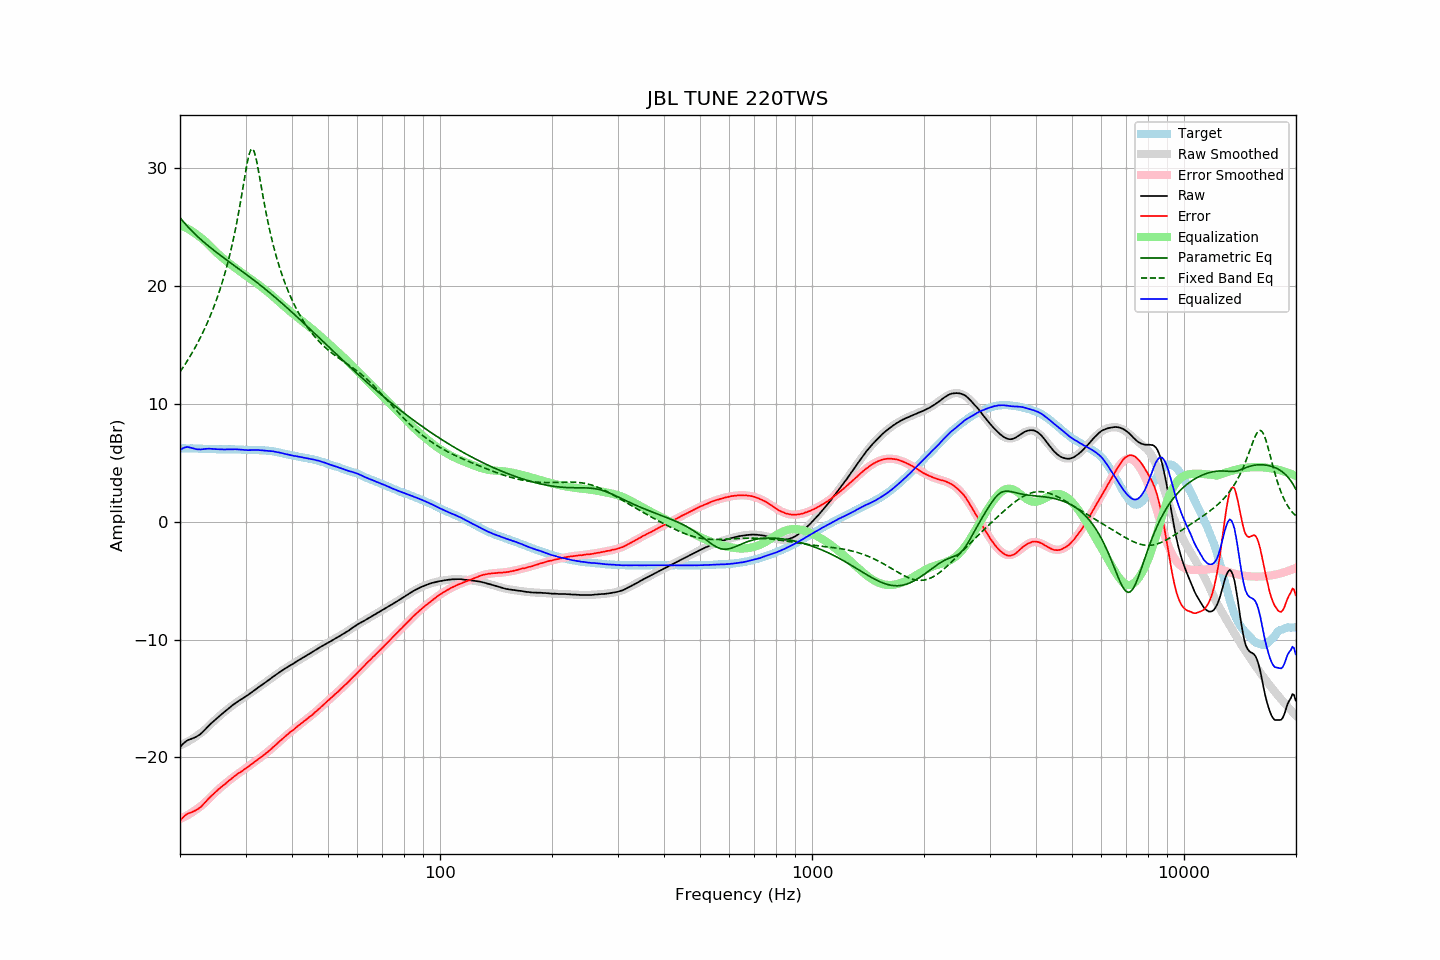 JBL TUNE 220TWS
Target
Raw Smoothed
Error Smoothed
Raw
Error
Equalization
Parametric Eq
Fixed Band Eq
Equalized
Amplitude (dBr)
30
20
10
0
−10
−20
100
1000
10000
Frequency (Hz)